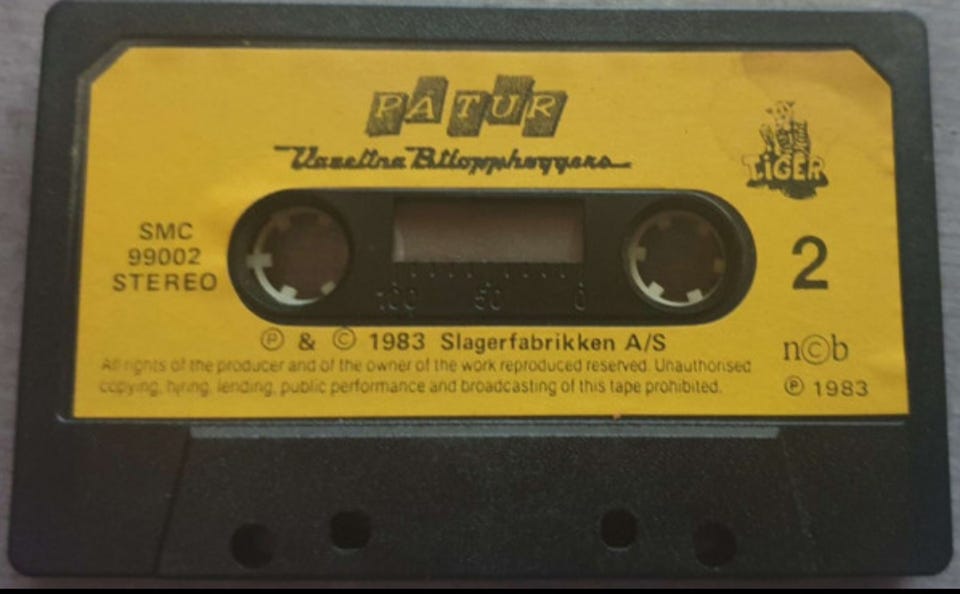 PÅ TUR
Vazelina Bilopphøggers
TiGER
SMC
99002
STEREO
2
100 50 0
Ⓟ & © 1983 Slagerfabrikken A/S
All rights of the producer and of the owner of the work reproduced reserved. Unauthorised
copying, hiring, lending, public performance and broadcasting of this tape prohibited.
n©b
Ⓟ 1983